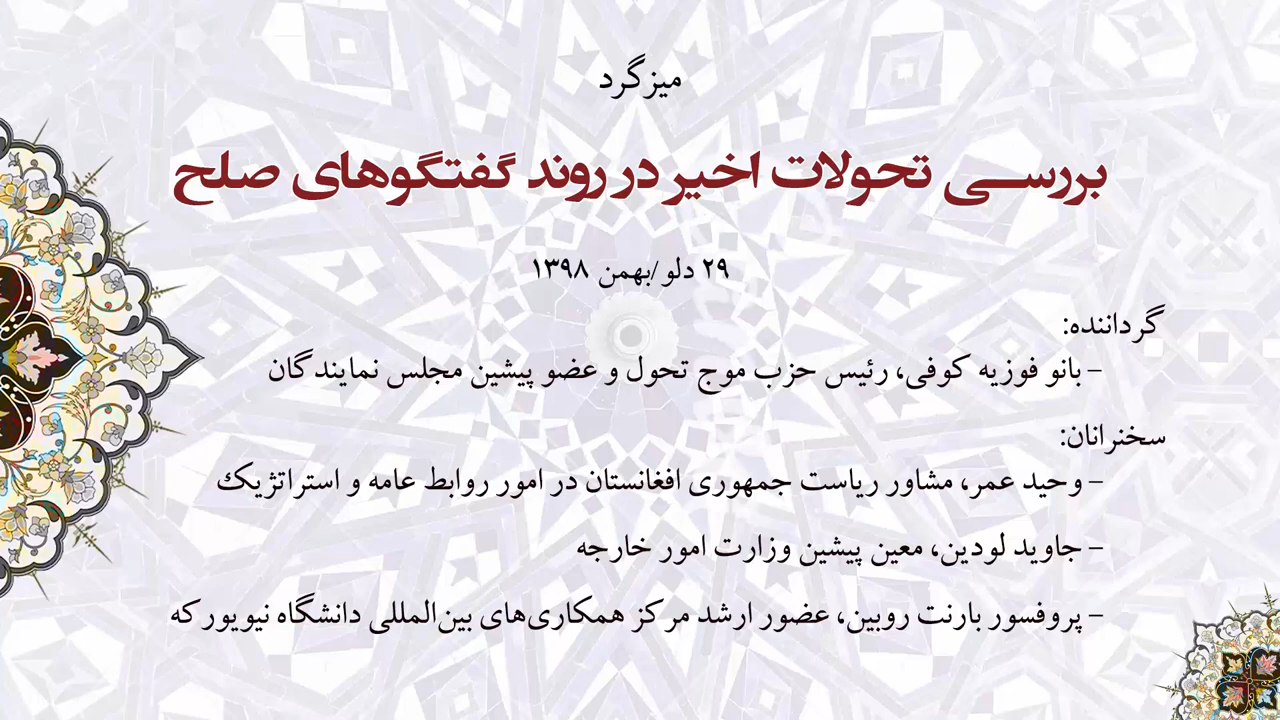 میزگرد
بررسی تحولات اخیر در روند گفتگوهای صلح
۲۹ دلو /بهمن ۱۳۹۸
گرداننده:
– بانو فوزیه کوفی، رئیس حزب موج تحول و عضو پیشین مجلس نمایندگان
سخنرانان:
– وحید عمر، مشاور ریاست جمهوری افغانستان در امور روابط عامه و استراتژیک
– جاوید لودین، معین پیشین وزارت امور خارجه
– پروفسور بارنت روبین، عضور ارشد مرکز همکاری‌های بین‌المللی دانشگاه نیویورکه